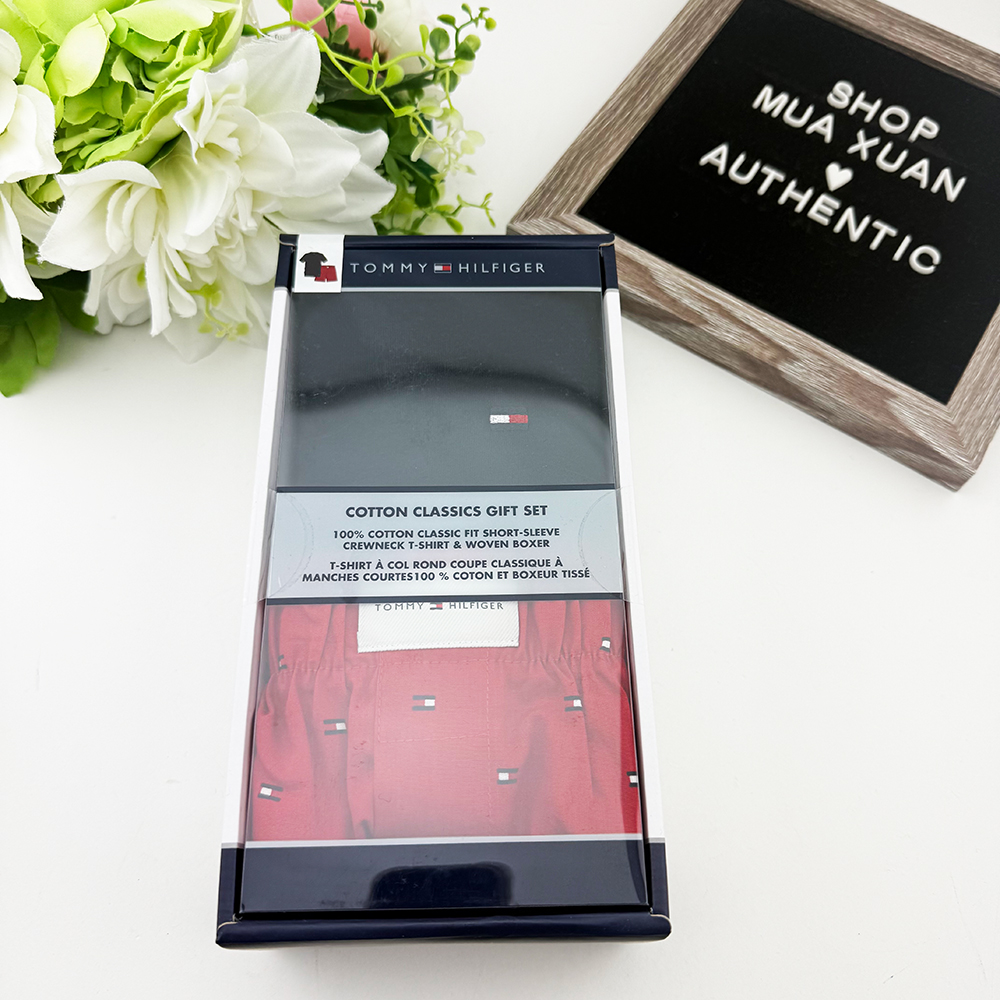 SHOP
MUA XUAN
AUTHENTIC
TOMMY HILFIGER
COTTON CLASSICS GIFT SET
100% COTTON CLASSIC FIT SHORT-SLEEVE
CREWNECK T-SHIRT & WOVEN BOXER
T-SHIRT À COL ROND COUPE CLASSIQUE À
MANCHES COURTES100 % COTON ET BOXEUR TISSÉ
TOMMY HILFIGER